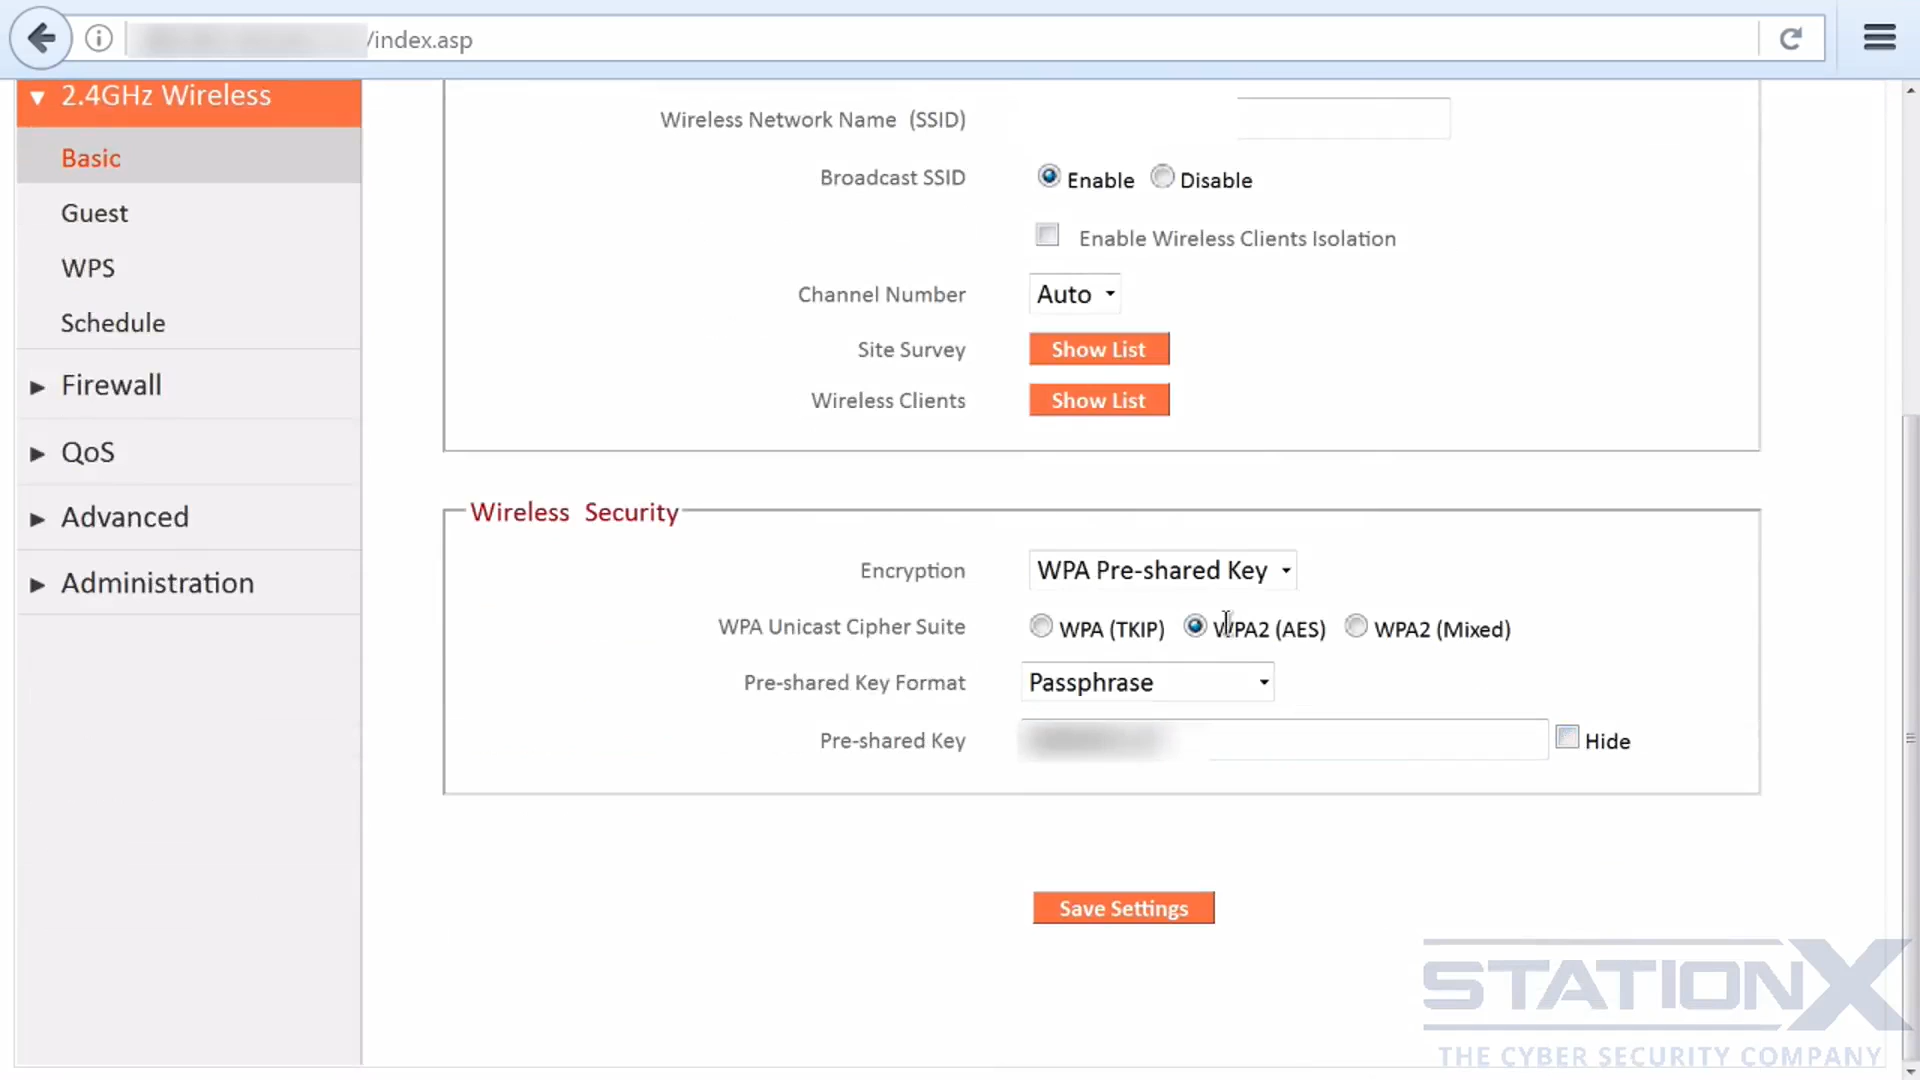 /index.asp
2.4GHz Wireless
Basic
Guest
WPS
Schedule
Firewall
QoS
Advanced
Administration
Wireless Network Name (SSID)
Broadcast SSID Enable Disable
Enable Wireless Clients Isolation
Channel Number Auto
Site Survey Show List
Wireless Clients Show List
Wireless Security
Encryption WPA Pre-shared Key
WPA Unicast Cipher Suite WPA (TKIP) WPA2 (AES) WPA2 (Mixed)
Pre-shared Key Format Passphrase
Pre-shared Key Hide
Save Settings
STATIONX
THE CYBER SECURITY COMPANY